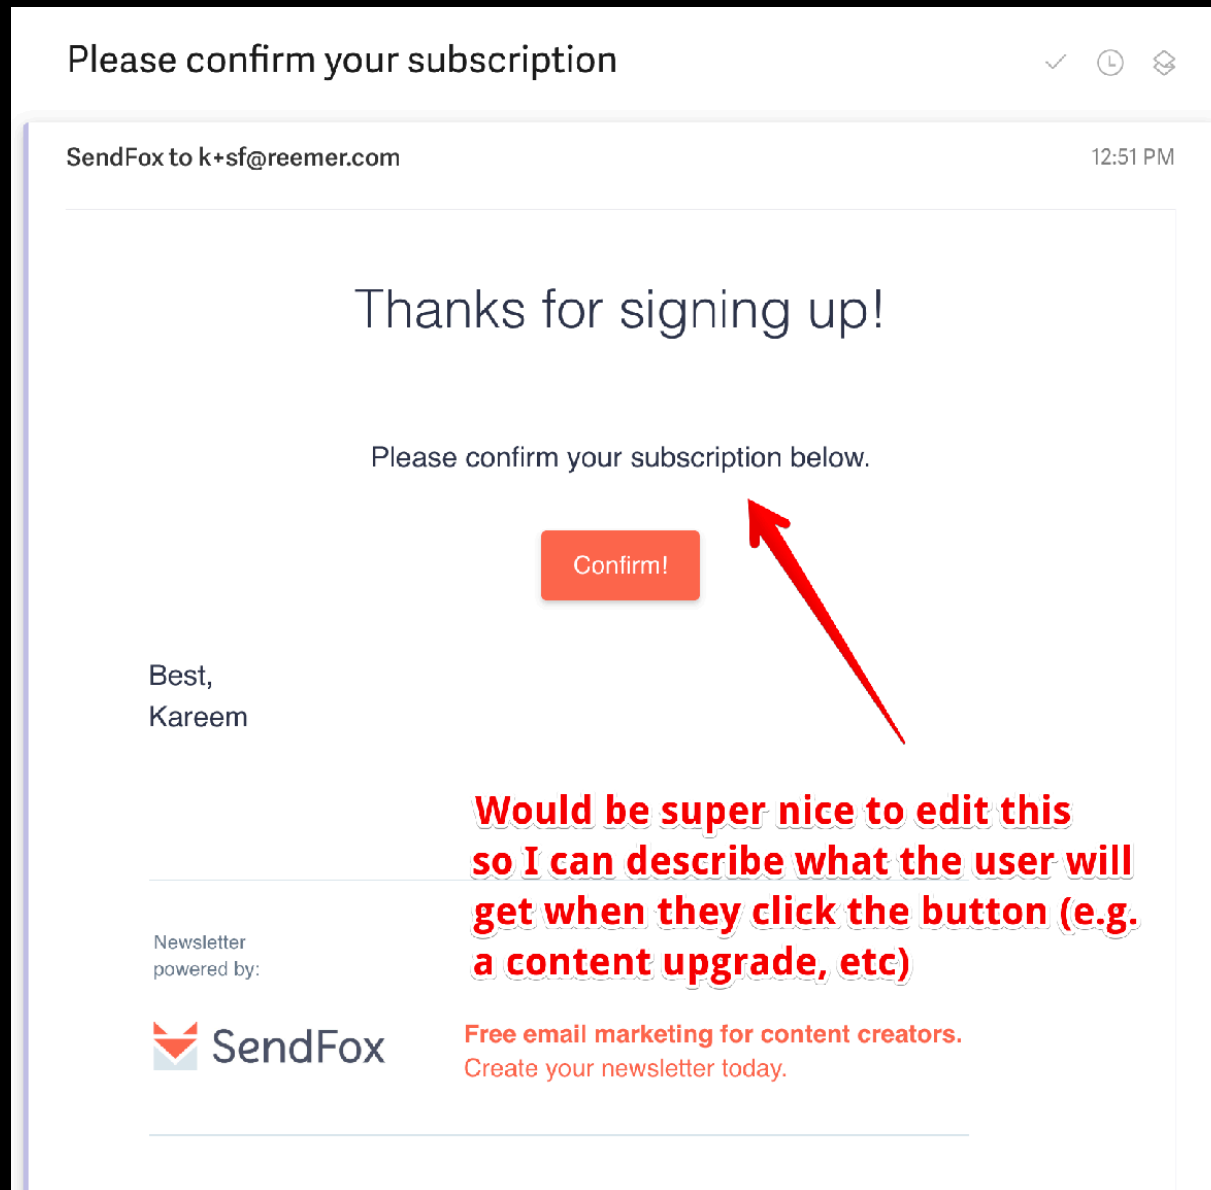 Please confirm your subscription
SendFox to k+sf@reemer.com
12:51 PM
Thanks for signing up!
Please confirm your subscription below.
Confirm!
Best,
Kareem
Would be super nice to edit this
so I can describe what the user will
get when they click the button (e.g.
a content upgrade, etc)
Newsletter
powered by:
SendFox
Free email marketing for content creators.
Create your newsletter today.